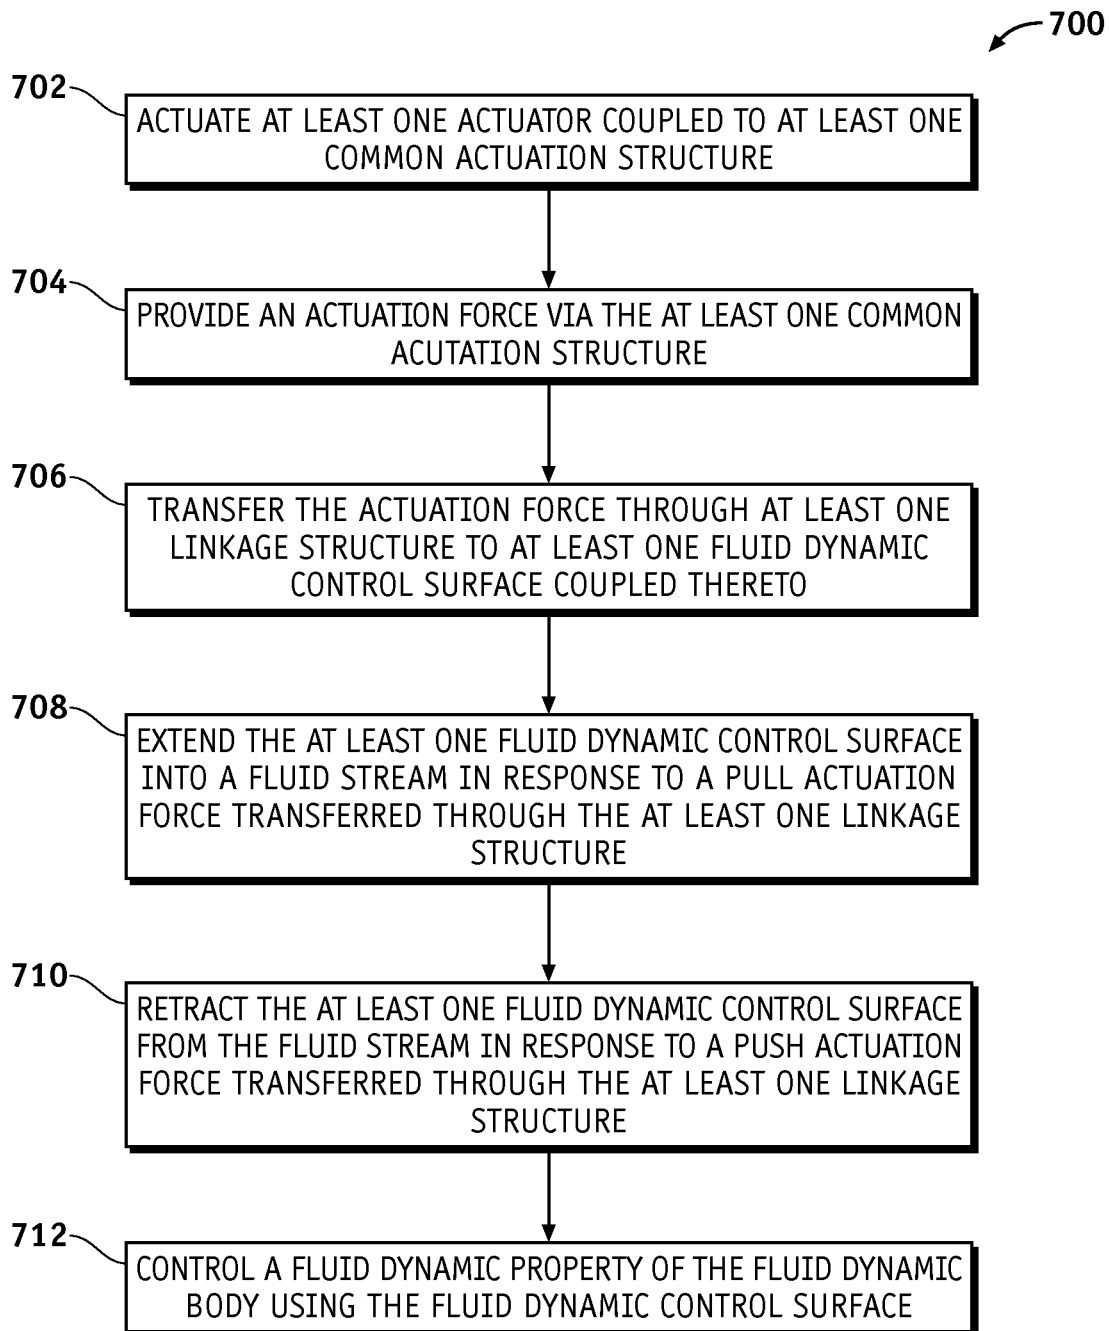 700
702
ACTUATE AT LEAST ONE ACTUATOR COUPLED TO AT LEAST ONE
COMMON ACTUATION STRUCTURE
704
PROVIDE AN ACTUATION FORCE VIA THE AT LEAST ONE COMMON
ACUTATION STRUCTURE
706
TRANSFER THE ACTUATION FORCE THROUGH AT LEAST ONE
LINKAGE STRUCTURE TO AT LEAST ONE FLUID DYNAMIC
CONTROL SURFACE COUPLED THERETO
708
EXTEND THE AT LEAST ONE FLUID DYNAMIC CONTROL SURFACE
INTO A FLUID STREAM IN RESPONSE TO A PULL ACTUATION
FORCE TRANSFERRED THROUGH THE AT LEAST ONE LINKAGE
STRUCTURE
710
RETRACT THE AT LEAST ONE FLUID DYNAMIC CONTROL SURFACE
FROM THE FLUID STREAM IN RESPONSE TO A PUSH ACTUATION
FORCE TRANSFERRED THROUGH THE AT LEAST ONE LINKAGE
STRUCTURE
712
CONTROL A FLUID DYNAMIC PROPERTY OF THE FLUID DYNAMIC
BODY USING THE FLUID DYNAMIC CONTROL SURFACE